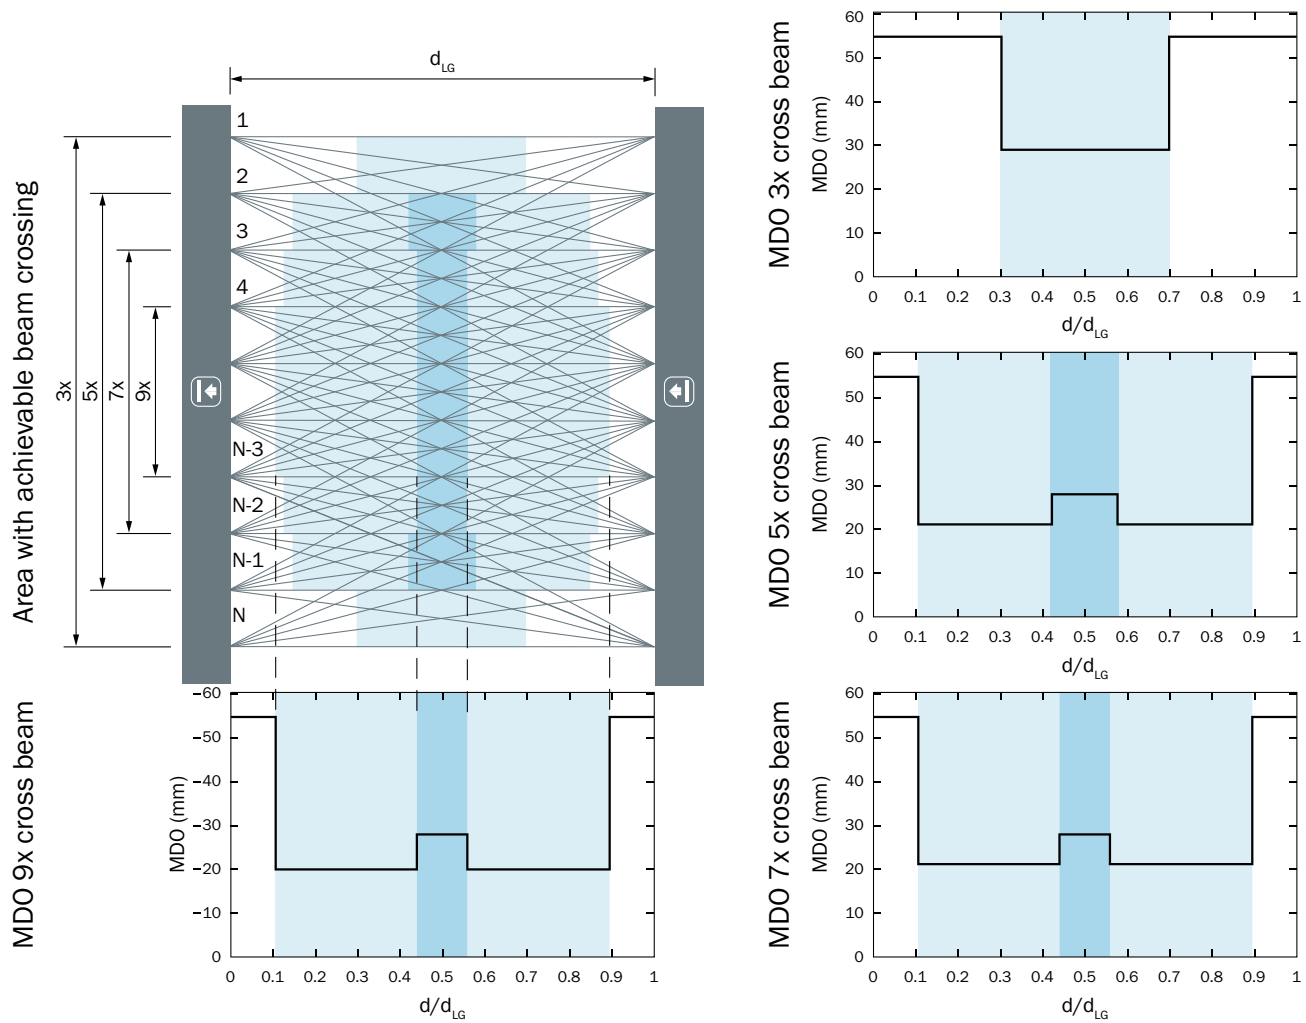 d_LG
Area with achievable beam crossing
3x
5x
7x
9x
1
2
3
4
N-3
N-2
N-1
N
MDO 3x cross beam
MDO (mm)
60
50
40
30
20
10
0
0 0.1 0.2 0.3 0.4 0.5 0.6 0.7 0.8 0.9 1
d/d_LG
MDO 5x cross beam
MDO (mm)
60
50
40
30
20
10
0
0 0.1 0.2 0.3 0.4 0.5 0.6 0.7 0.8 0.9 1
d/d_LG
MDO 9x cross beam
MDO (mm)
60
50
40
30
20
10
0
0 0.1 0.2 0.3 0.4 0.5 0.6 0.7 0.8 0.9 1
d/d_LG
MDO 7x cross beam
MDO (mm)
60
50
40
30
20
10
0
0 0.1 0.2 0.3 0.4 0.5 0.6 0.7 0.8 0.9 1
d/d_LG